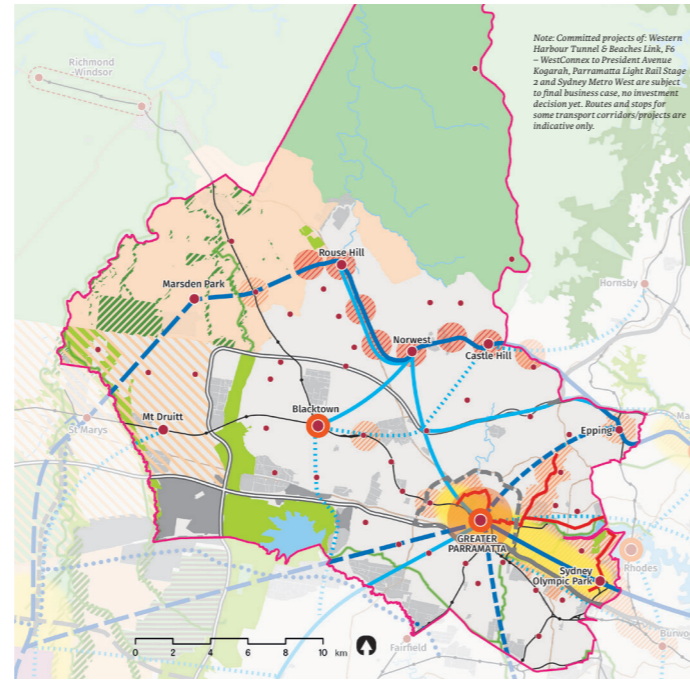 Note: Committed projects of: Western
Harbour Tunnel & Beaches Link, F6
– WestConnex to President Avenue
Kogarah, Parramatta Light Rail Stage
2 and Sydney Metro West are subject
to final business case, no investment
decision yet. Routes and stops for
some transport corridors/projects are
indicative only.
Richmond
-Windsor
Rouse Hill
Marsden Park
Hornsby
Norwest
Castle Hill
Blacktown
Mt Druitt
St Marys
Epping
GREATER
PARRAMATTA
Rhodes
Sydney
Olympic Park
Fairfield
Burwoo
0 2 4 6 8 10 km